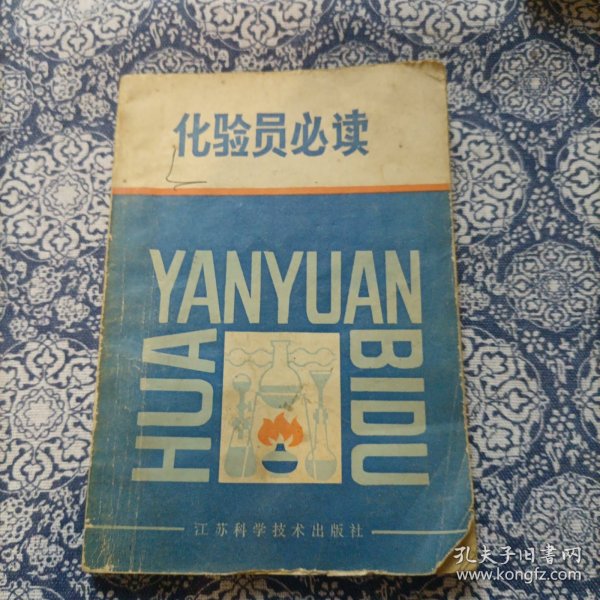 化验员必读
HUA
YANYUAN
BIDU
江苏科学技术出版社
孔夫子旧书网
www.kongfz.com